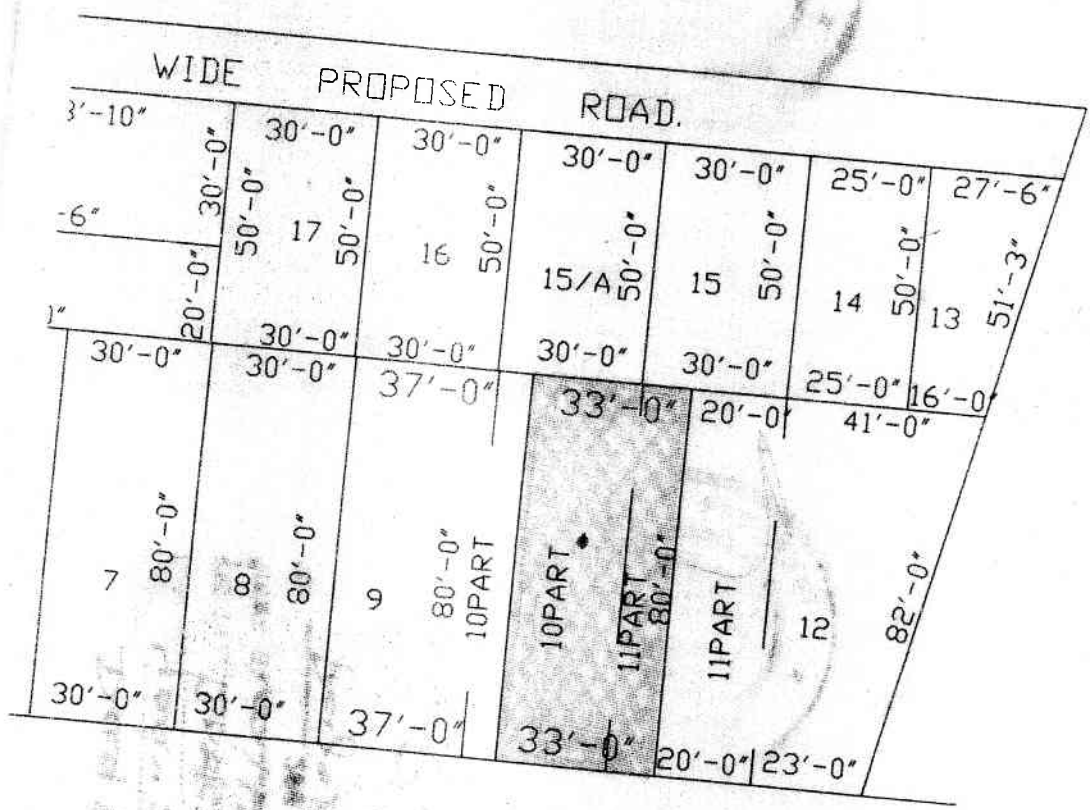 WIDE PROPOSED ROAD.
3'-10" 30'-0" 30'-0" 30'-0" 30'-0" 25'-0" 27'-6"
30'-0" 50'-0" 50'-0" 50'-0" 50'-0" 50'-0" 50'-0" 51'-3"
-6" 17 16 15/A 15 14 13
20'-0"
30'-0" 30'-0" 30'-0" 30'-0" 25'-0" 16'-0"
30'-0" 30'-0" 37'-0" 33'-0" 20'-0" 41'-0"
80'-0" 80'-0" 80'-0" 80'-0" 82'-0"
7 8 9 10PART 10PART 11PART 11PART 12
30'-0" 30'-0" 37'-0" 33'-0" 20'-0" 23'-0"